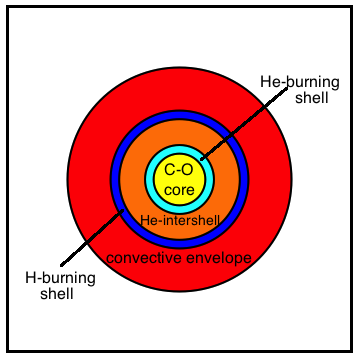 He-burning
shell
C-O
core
He-intershell
convective envelope
H-burning
shell